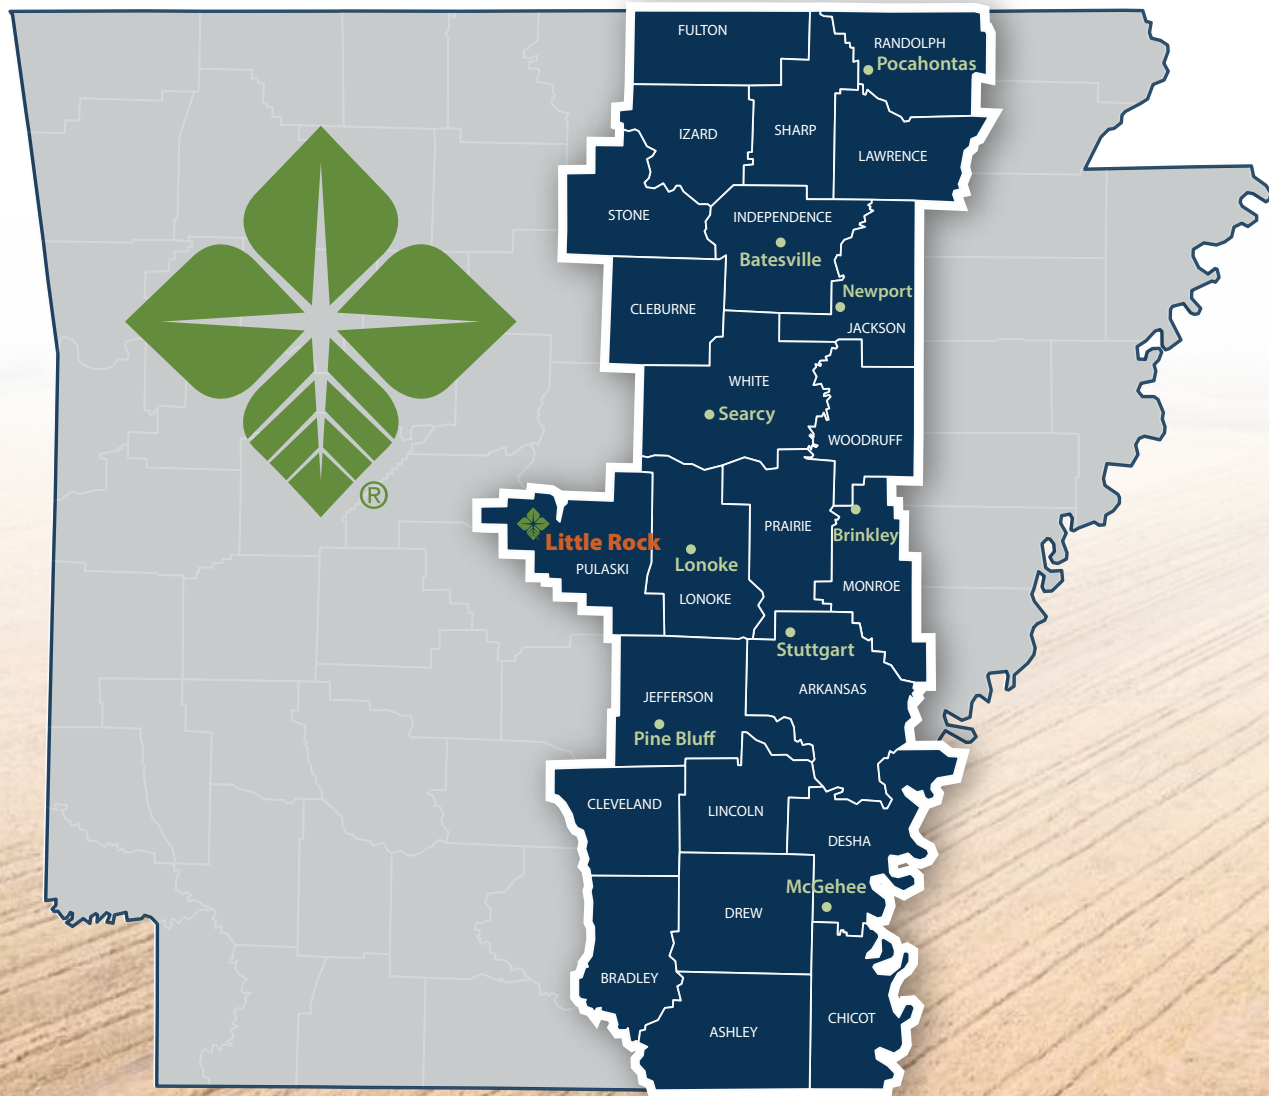 FULTON
RANDOLPH
Pocahontas
IZARD
SHARP
LAWRENCE
STONE
INDEPENDENCE
Batesville
Newport
CLEBURNE
JACKSON
WHITE
Searcy
WOODRUFF
®
PRAIRIE
Brinkley
Little Rock
Lonoke
PULASKI
MONROE
LONOKE
Stuttgart
ARKANSAS
JEFFERSON
Pine Bluff
CLEVELAND
LINCOLN
DESHA
McGehee
DREW
BRADLEY
CHICOT
ASHLEY